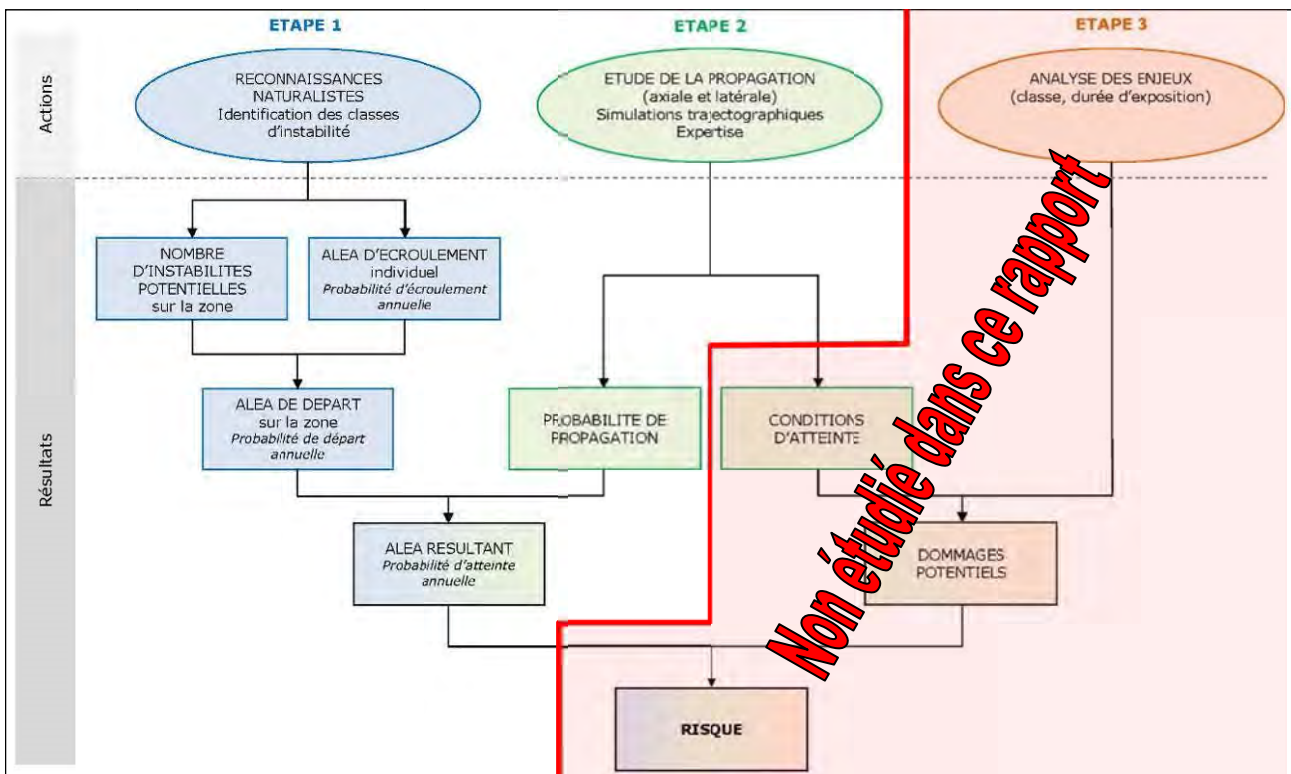 ETAPE 1
ETAPE 2
ETAPE 3
Actions
RECONNAISSANCES
NATURALISTES
Identification des classes
d'instabilité
ETUDE DE LA PROPAGATION
(axiale et latérale)
Simulations trajectographiques
Expertise
ANALYSE DES ENJEUX
(classe, durée d'exposition)
Résultats
NOMBRE
D'INSTABILITES
POTENTIELLES
sur la zone
ALEA D'ECROULEMENT
individuel
Probabilité d'écroulement
annuelle
ALEA DE DEPART
sur la zone
Probabilité de départ
annuelle
PROBABILITE DE
PROPAGATION
CONDITIONS
D'ATTEINTE
ALEA RESULTANT
Probabilité d'atteinte
annuelle
DOMMAGES
POTENTIELS
RISQUE
Non étudié dans ce rapport